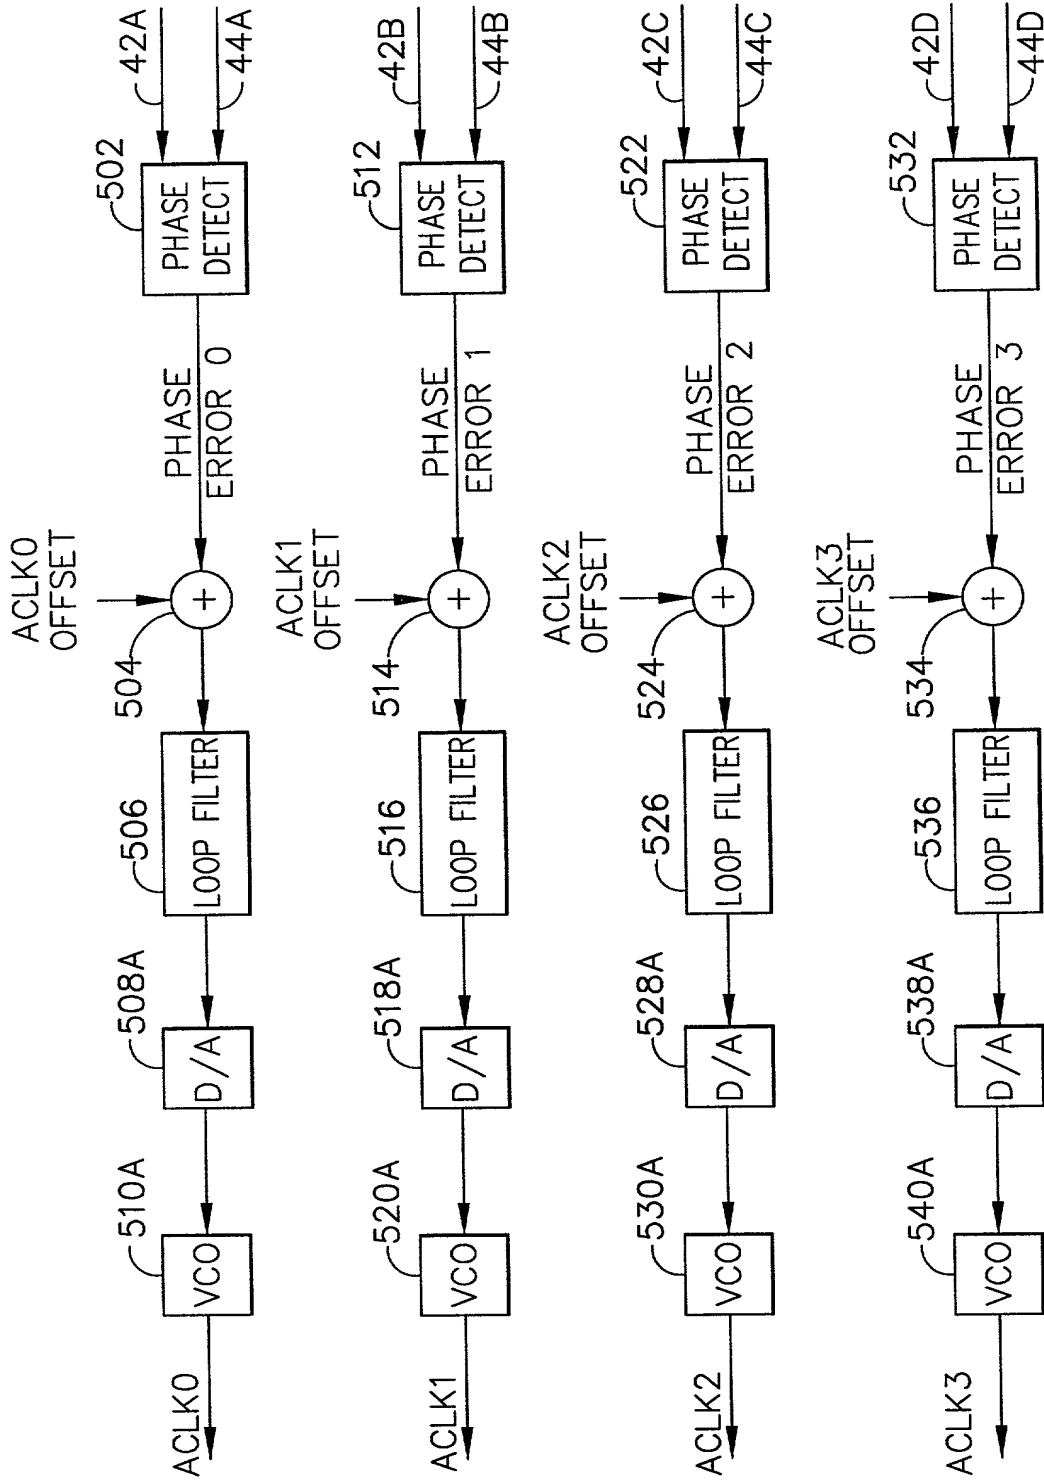 ACLK0
OFFSET
510A
508A
506
504
502
42A
44A
ACLK0
VCO
D/A
LOOP FILTER
+
PHASE
ERROR 0
PHASE
DETECT
ACLK1
OFFSET
520A
518A
516
514
512
42B
44B
ACLK1
VCO
D/A
LOOP FILTER
+
PHASE
ERROR 1
PHASE
DETECT
ACLK2
OFFSET
530A
528A
526
524
522
42C
44C
ACLK2
VCO
D/A
LOOP FILTER
+
PHASE
ERROR 2
PHASE
DETECT
ACLK3
OFFSET
540A
538A
536
534
532
42D
44D
ACLK3
VCO
D/A
LOOP FILTER
+
PHASE
ERROR 3
PHASE
DETECT